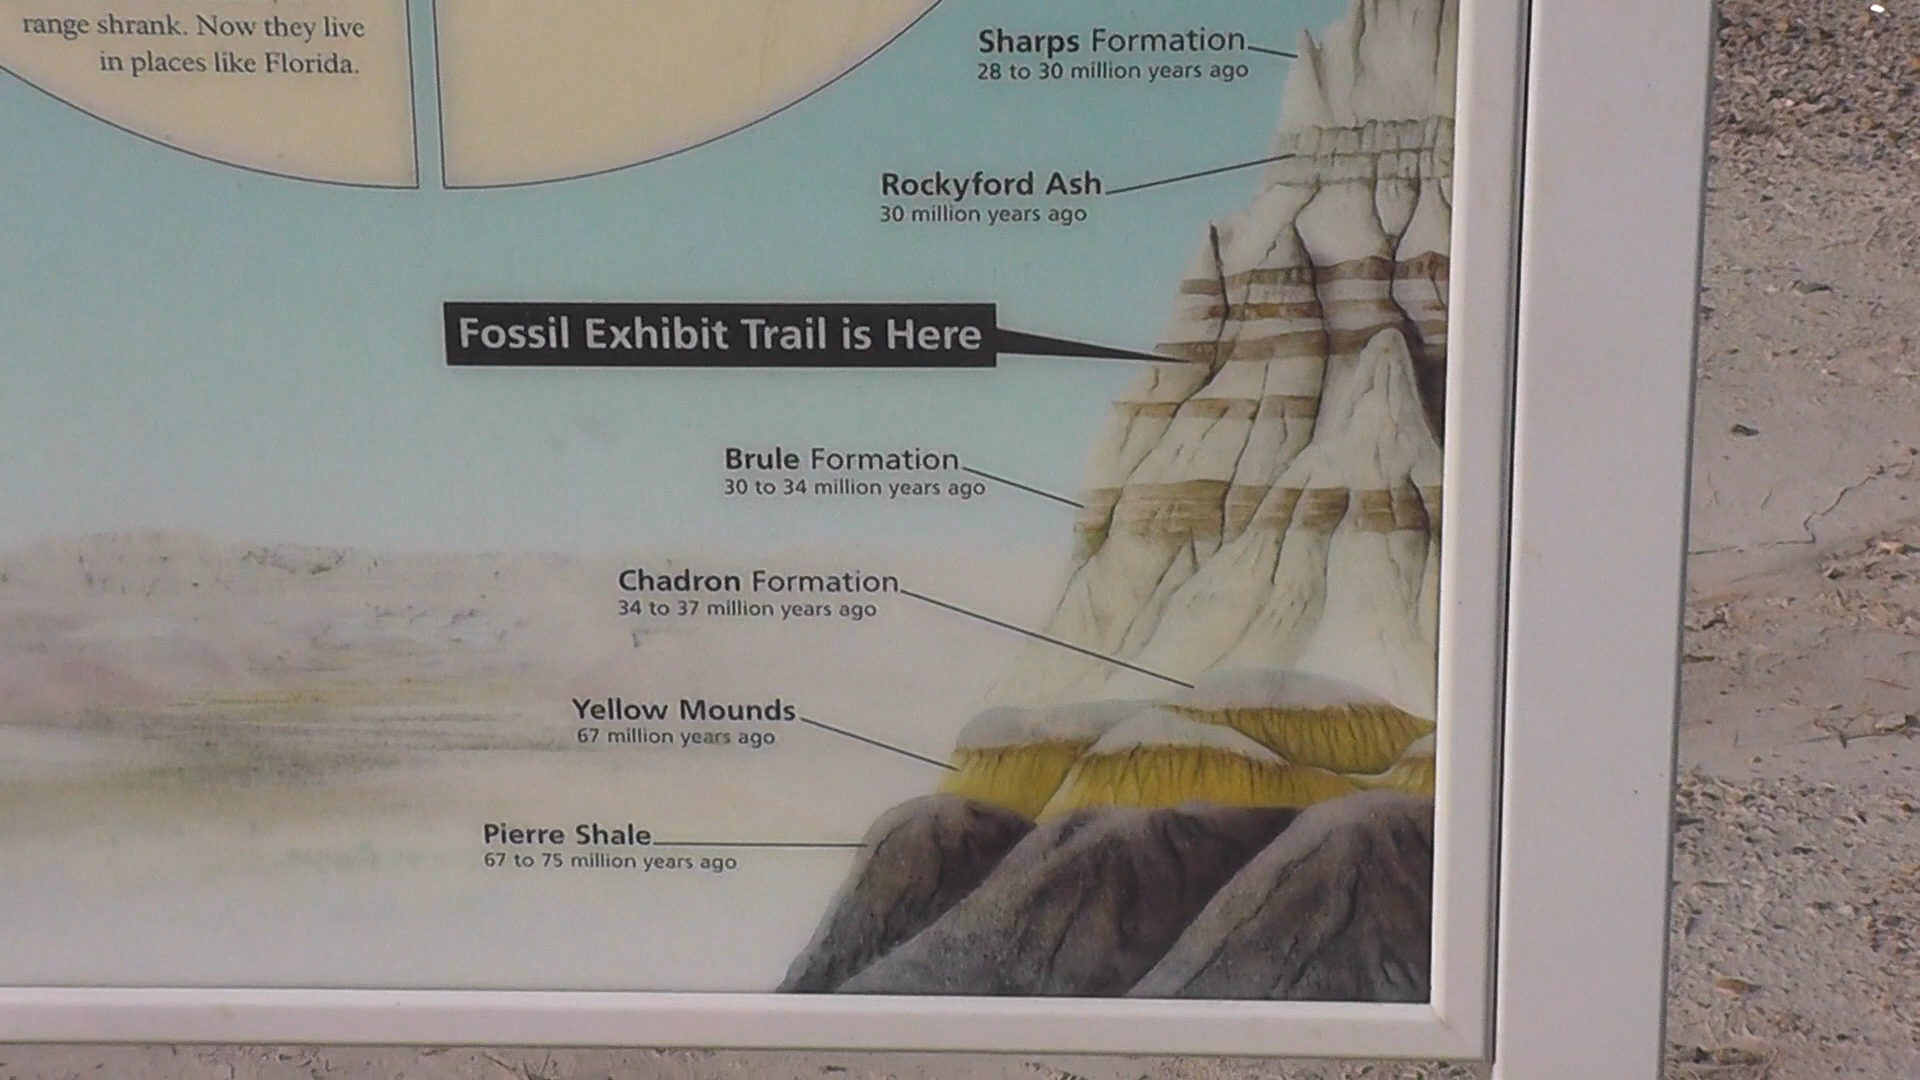 range shrank. Now they live
in places like Florida.
Sharps Formation
28 to 30 million years ago
Rockyford Ash
30 million years ago
Fossil Exhibit Trail is Here
Brule Formation
30 to 34 million years ago
Chadron Formation
34 to 37 million years ago
Yellow Mounds
67 million years ago
Pierre Shale
67 to 75 million years ago